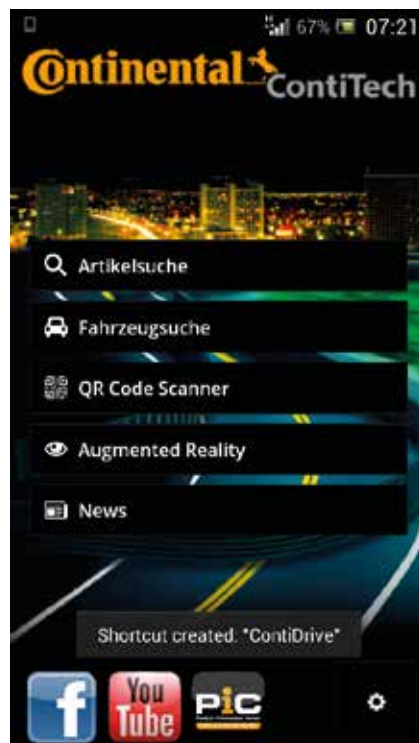 67% 07:21
Continental
ContiTech
Artikelsuche
Fahrzeugsuche
QR Code Scanner
Augmented Reality
News
Shortcut created. "ContiDrive"
f You Tube PiC